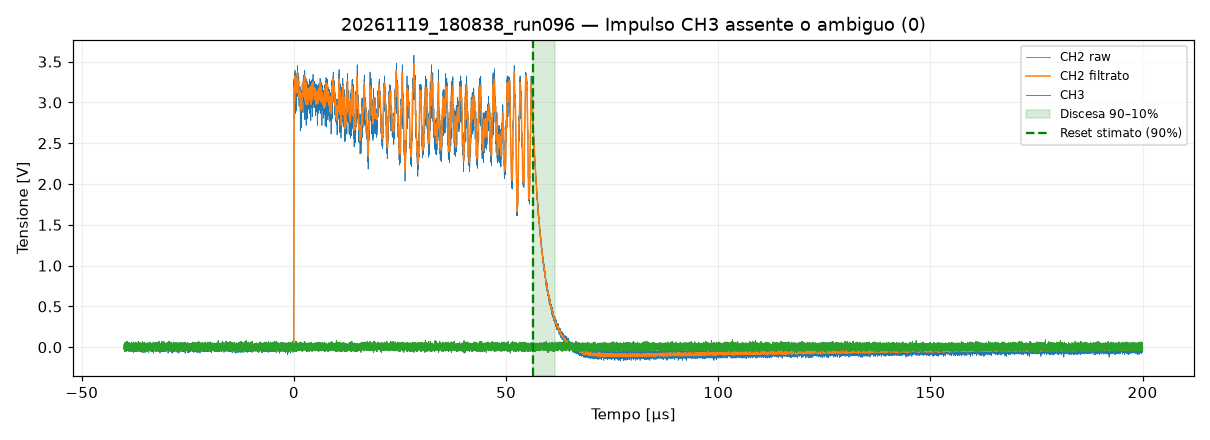 20261119_180838_run096 — Impulso CH3 assente o ambiguo (0)
CH2 raw
CH2 filtrato
CH3
Discesa 90–10%
Reset stimato (90%)
Tensione [V]
3.5
3.0
2.5
2.0
1.5
1.0
0.5
0.0
−50
0
50
100
150
200
Tempo [µs]